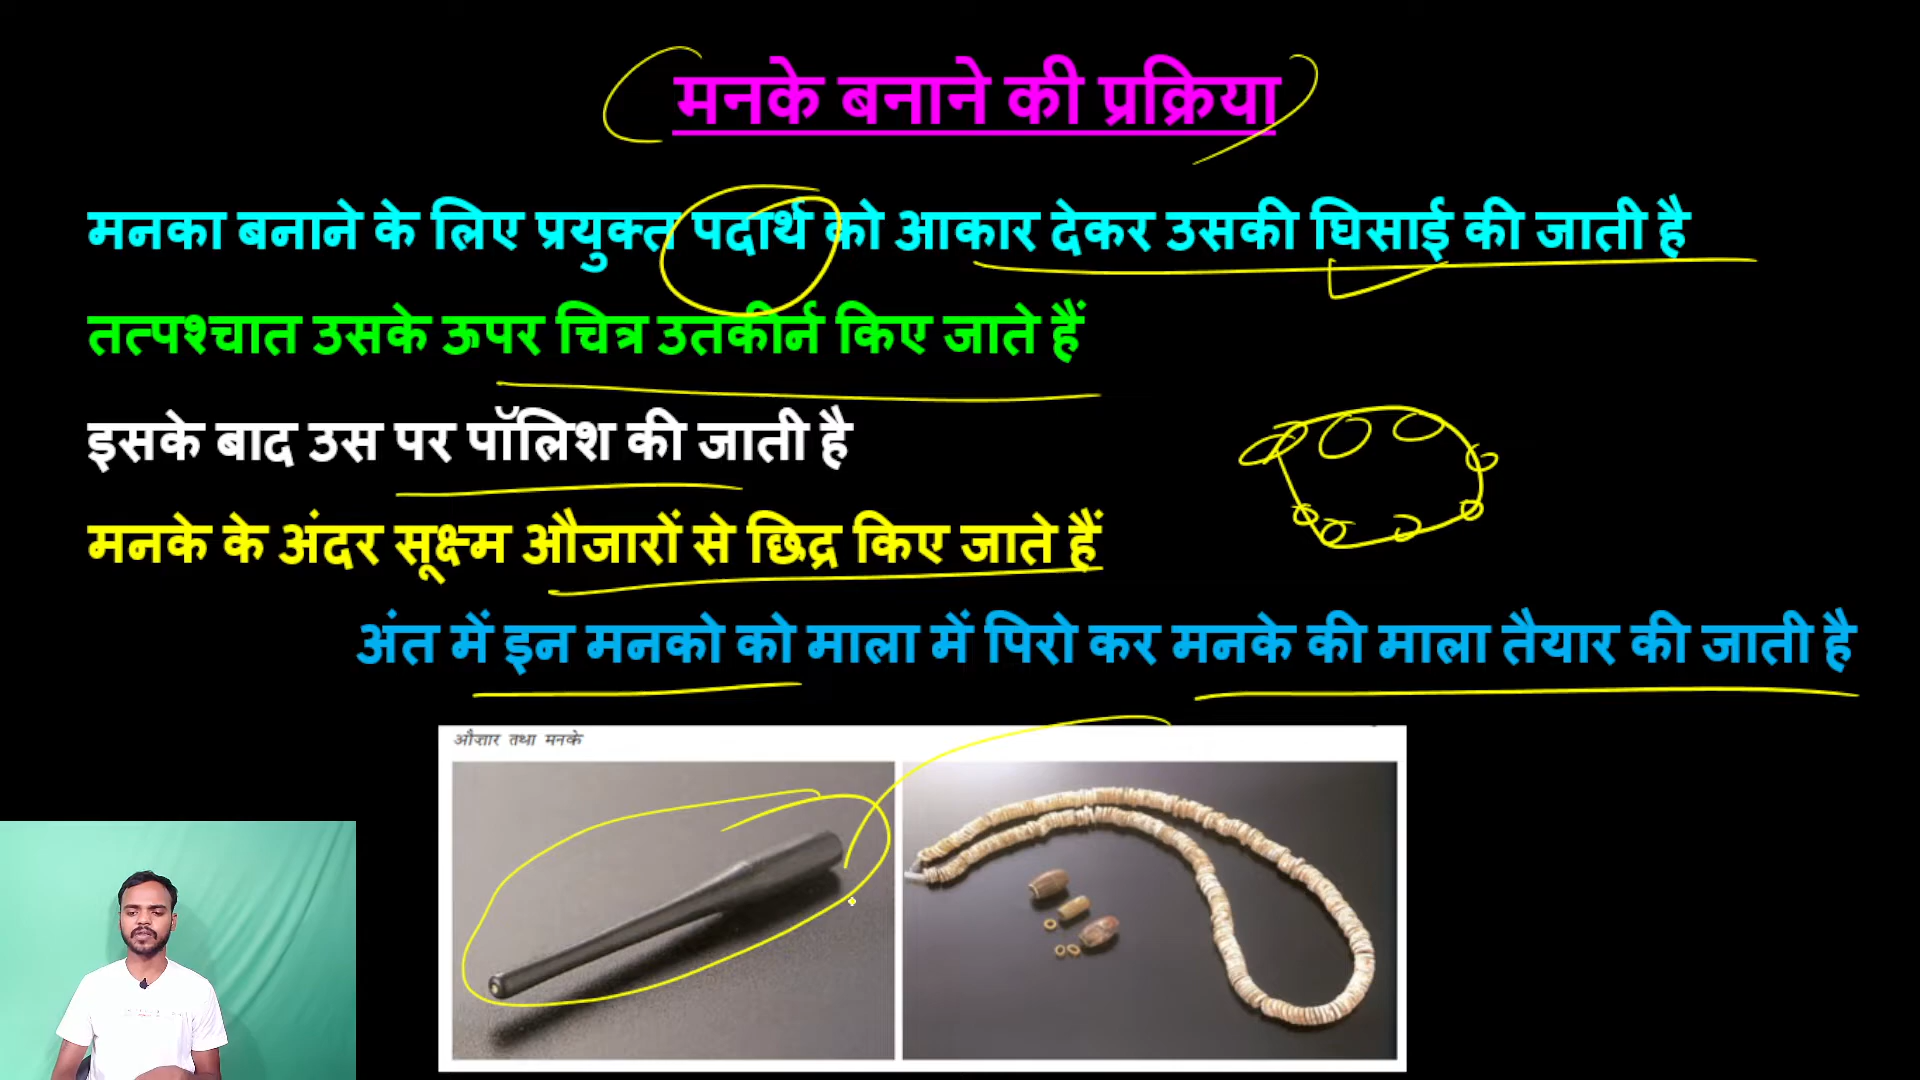 मनके बनाने की प्रक्रिया
मनका बनाने के लिए प्रयुक्त पदार्थ को आकार देकर उसकी घिसाई की जाती है
तत्पश्चात उसके ऊपर चित्र उतकीर्न किए जाते हैं
इसके बाद उस पर पॉलिश की जाती है
मनके के अंदर सूक्ष्म औजारों से छिद्र किए जाते हैं
अंत में इन मनको को माला में पिरो कर मनके की माला तैयार की जाती है
औज़ार तथा मनके